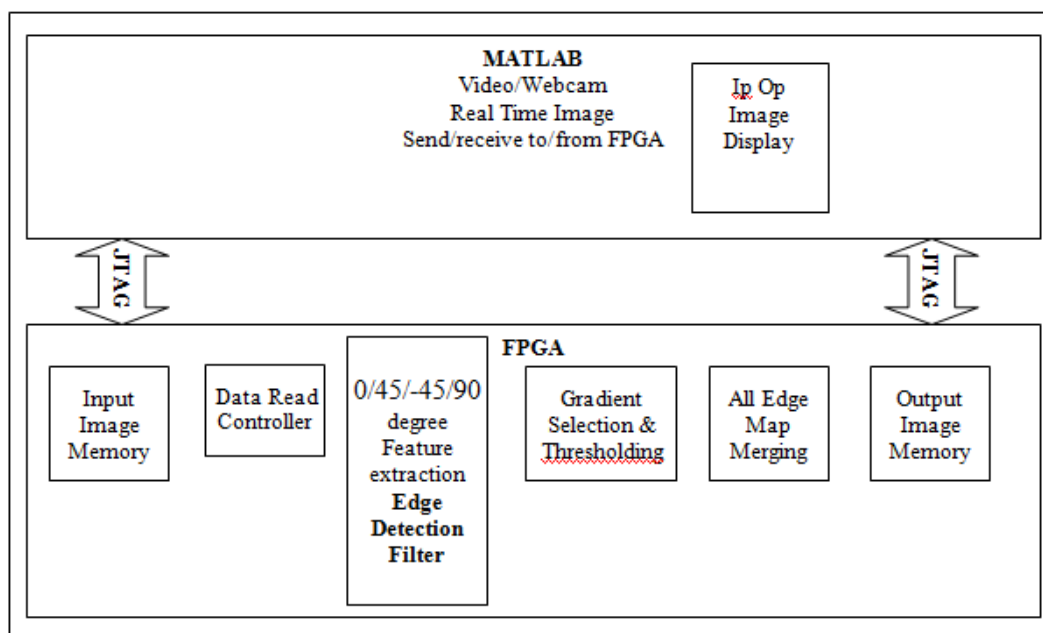 MATLAB
Video/Webcam
Real Time Image
Send/receive to/from FPGA
Ip Op
Image
Display
JTAG
JTAG
FPGA
Input
Image
Memory
Data Read
Controller
0/45/-45/90
degree
Feature
extraction
Edge
Detection
Filter
Gradient
Selection &
Thresholding
All Edge
Map
Merging
Output
Image
Memory